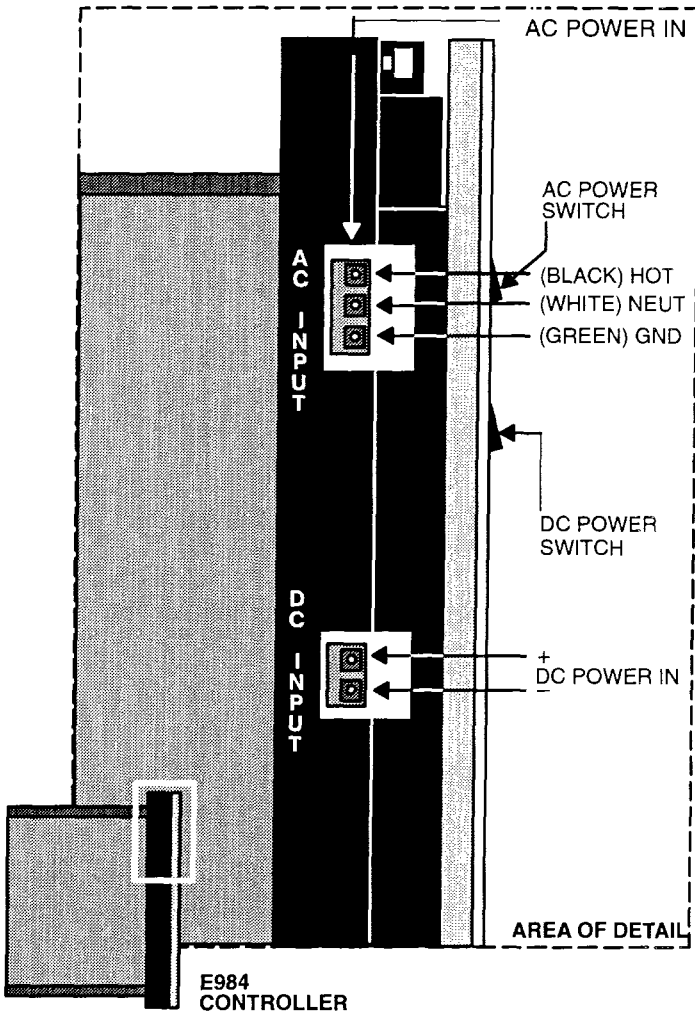 AC POWER IN
AC POWER
SWITCH
AC INPUT
(BLACK) HOT
(WHITE) NEUT
(GREEN) GND
DC POWER
SWITCH
DC INPUT
+
DC POWER IN
–
AREA OF DETAIL
E984
CONTROLLER